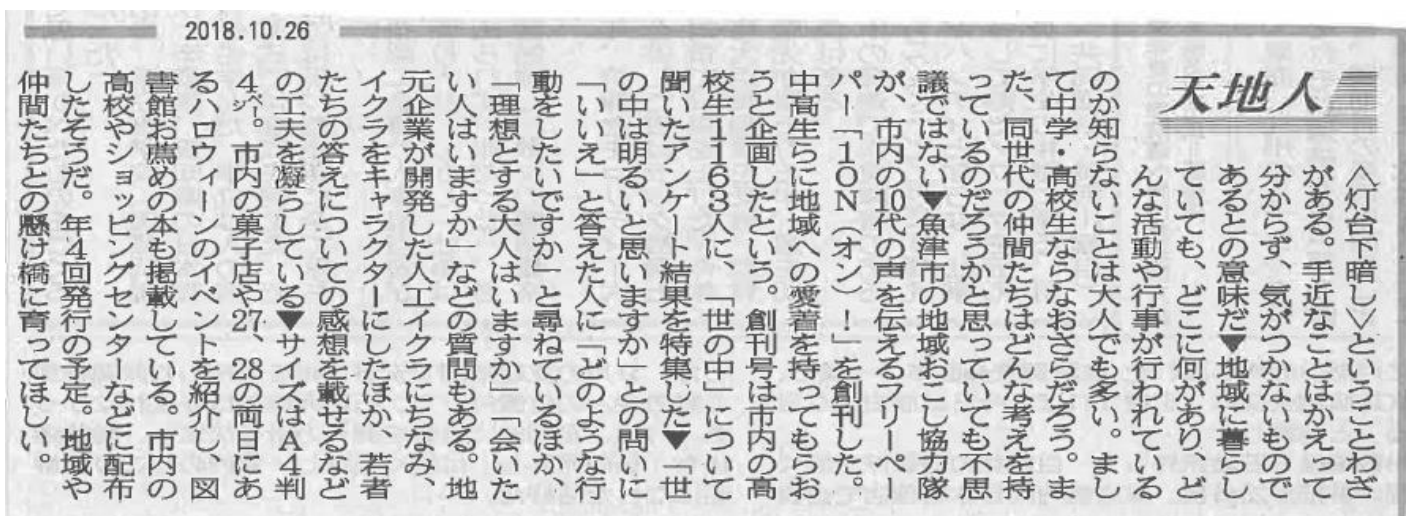 2018.10.26
天地人
〈灯台下暗し〉ということわざ
がある。手近なことはかえって
分からず、気がつかないもので
あるとの意味だ▼地域に暮らし
ていても、どこに何があり、ど
んな活動や行事が行われている
のか知らないことは大人でも多い。まし
て中学・高校生ならなおさらだろう。ま
た、同世代の仲間たちはどんな考えを持
っているのだろうかと思っていても不思
議ではない▼魚津市の地域おこし協力隊
が、市内の10代の声を伝えるフリーペー
パー「1ON(オン)!」を創刊した。
中高生らに地域への愛着を持ってもらお
うと企画したという。創刊号は市内の高
校生1163人に、「世の中」について
聞いたアンケート結果を特集した▼「世
の中は明るいと思いますか」との問いに
「いいえ」と答えた人に「どのような行
動をしたいですか」と尋ねているほか、
「理想とする大人はいますか」「会いた
い人はいますか」などの質問もある。地
元企業が開発した人工イクラにちなみ、
イクラをキャラクターにしたほか、若者
たちの答えについての感想を載せるなど
の工夫を凝らしている▼サイズはA4判
4ページ。市内の菓子店や27、28の両日にあ
るハロウィーンのイベントを紹介し、図
書館お薦めの本も掲載している。市内の
高校やショッピングセンターなどに配布
したそうだ。年4回発行の予定。地域や
仲間たちとの懸け橋に育ってほしい。